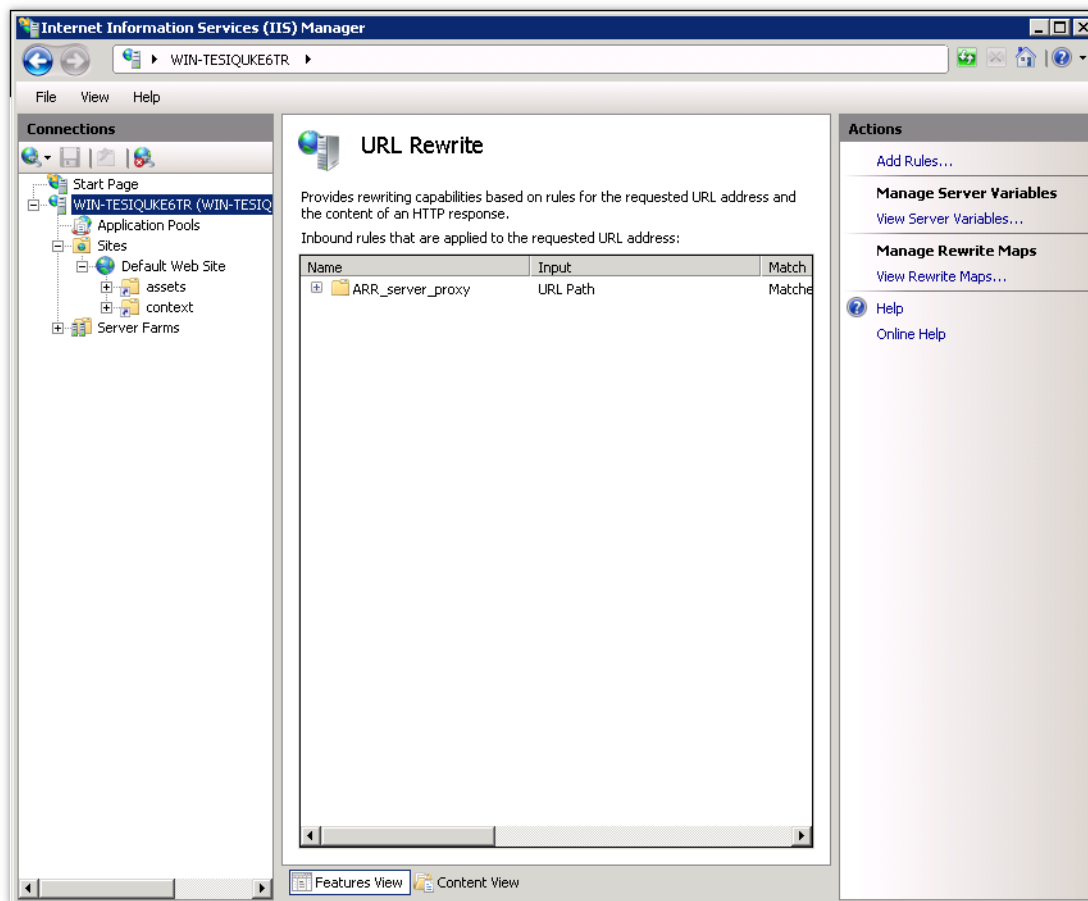 Internet Information Services (IIS) Manager
WIN-TESIQUKE6TR
File View Help
Connections
Start Page
WIN-TESIQUKE6TR (WIN-TESIQ
Application Pools
Sites
Default Web Site
assets
context
Server Farms
URL Rewrite
Provides rewriting capabilities based on rules for the requested URL address and
the content of an HTTP response.
Inbound rules that are applied to the requested URL address:
Name Input Match
ARR_server_proxy URL Path Matche
Features View Content View
Actions
Add Rules...
Manage Server Variables
View Server Variables...
Manage Rewrite Maps
View Rewrite Maps...
Help
Online Help